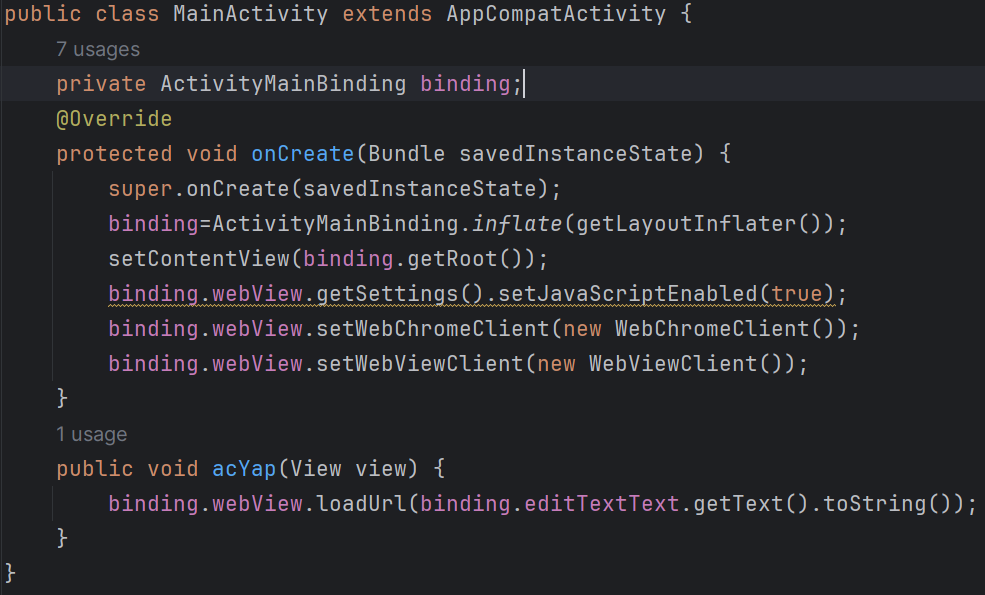 public class MainActivity extends AppCompatActivity {
7 usages
private ActivityMainBinding binding;
@Override
protected void onCreate(Bundle savedInstanceState) {
super.onCreate(savedInstanceState);
binding=ActivityMainBinding.inflate(getLayoutInflater());
setContentView(binding.getRoot());
binding.webView.getSettings().setJavaScriptEnabled(true);
binding.webView.setWebChromeClient(new WebChromeClient());
binding.webView.setWebViewClient(new WebViewClient());
}
1 usage
public void acYap(View view) {
binding.webView.loadUrl(binding.editTextText.getText().toString());
}
}